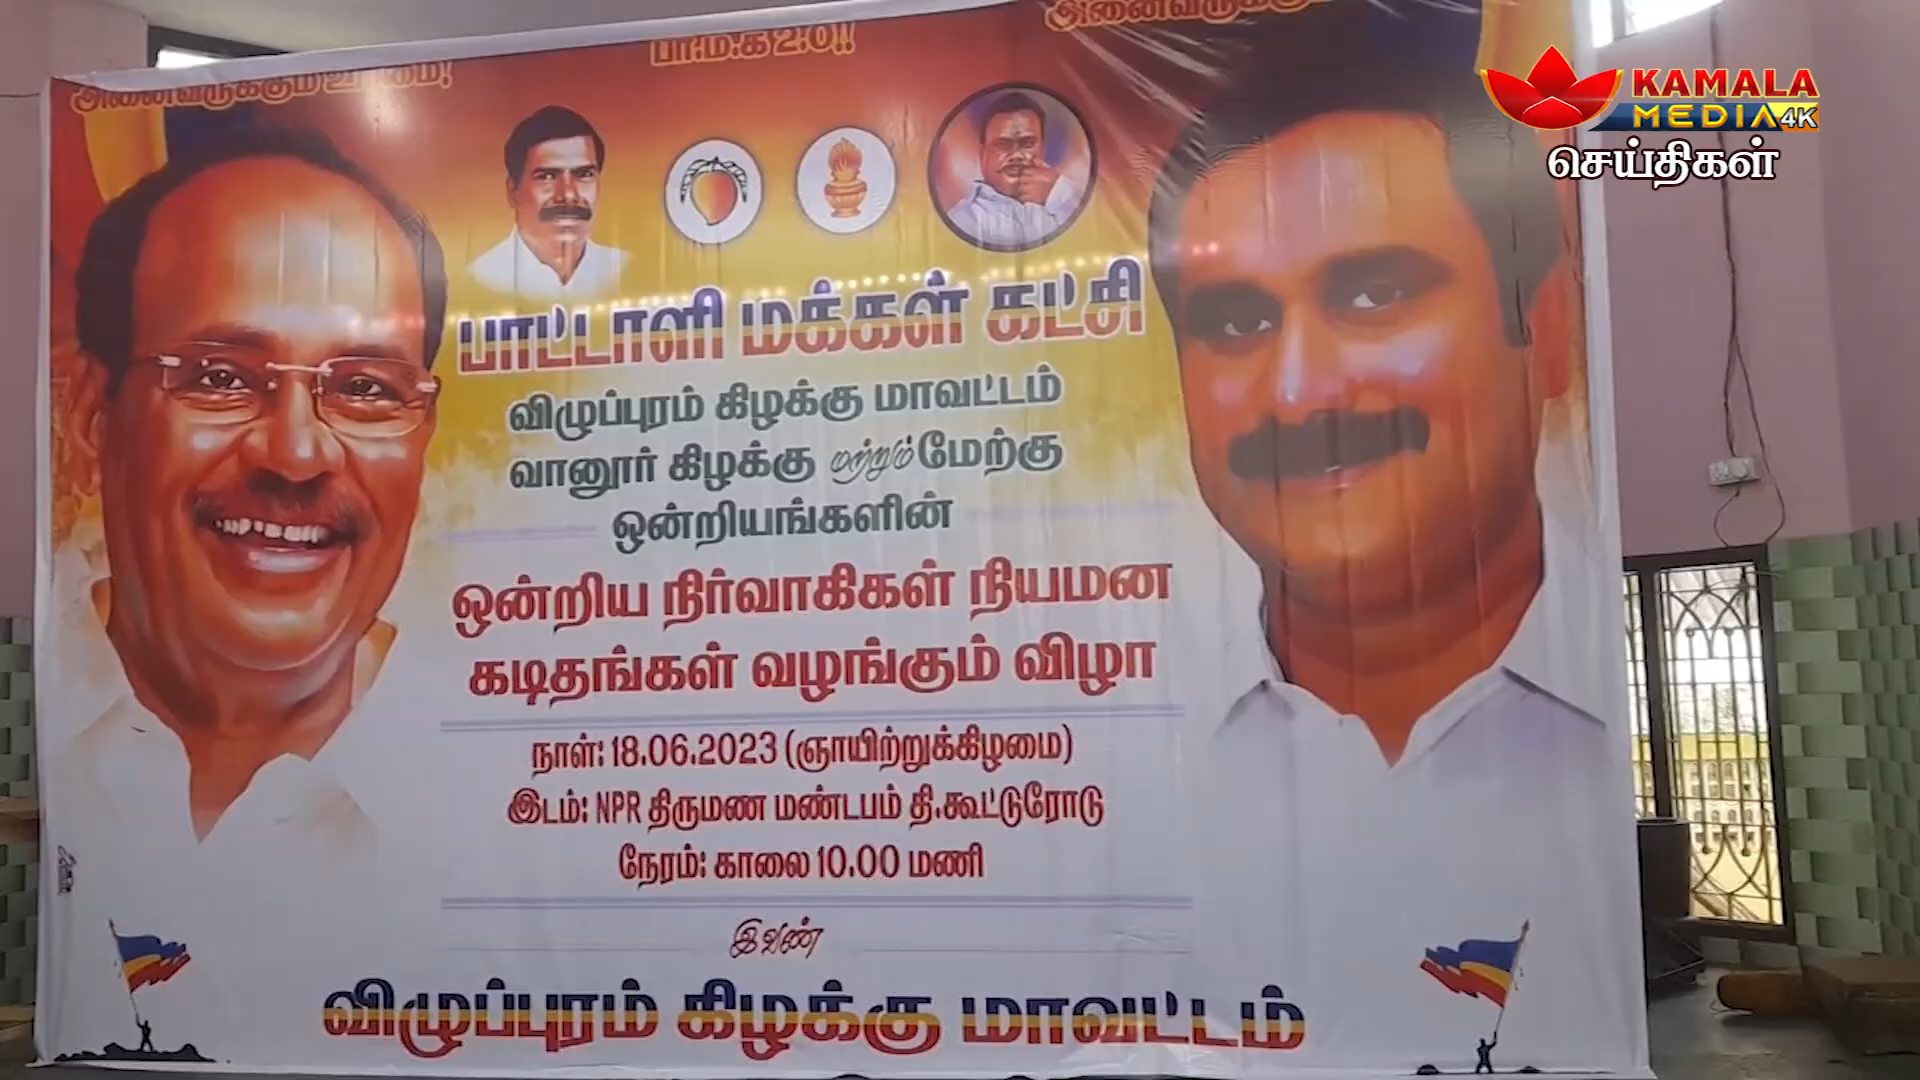 பா.ம.க 2.0!!
KAMALA
MEDIA 4K
செய்திகள்
பாட்டாளி மக்கள் கட்சி
விழுப்புரம் கிழக்கு மாவட்டம்
வானூர் கிழக்கு மற்றும் மேற்கு
ஒன்றியங்களின்
ஒன்றிய நிர்வாகிகள் நியமன
கடிதங்கள் வழங்கும் விழா
நாள்: 18.06.2023 (ஞாயிற்றுக்கிழமை)
இடம்: NPR திருமண மண்டபம் தி.கூட்டுரோடு
நேரம்: காலை 10.00 மணி
இவண்
விழுப்புரம் கிழக்கு மாவட்டம்